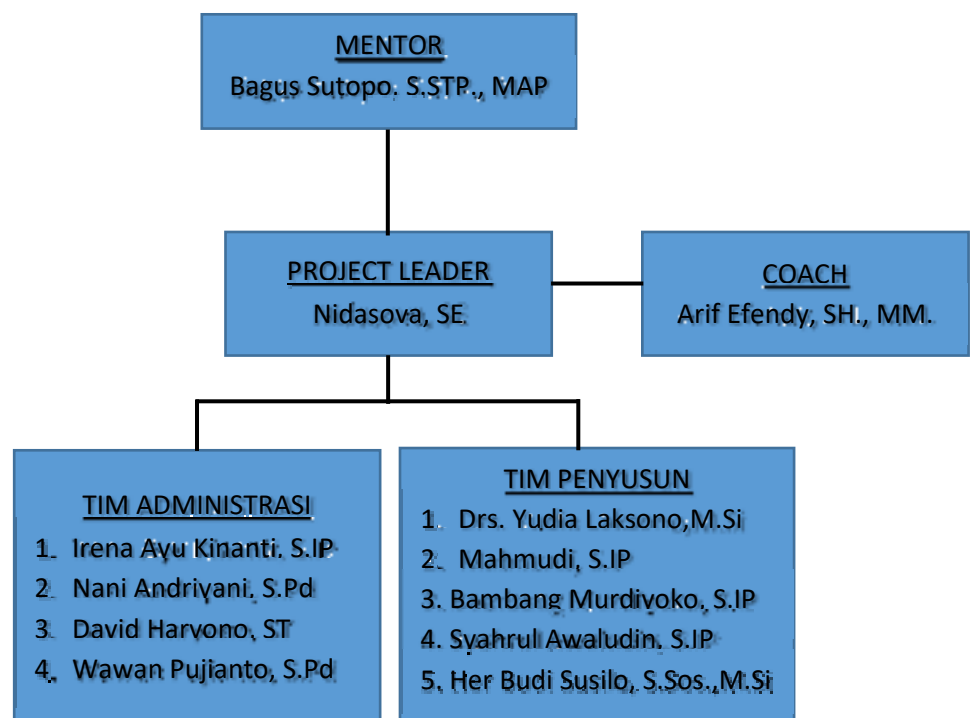 MENTOR
Bagus Sutopo. S.STP., MAP
PROJECT LEADER
Nidasova, SE
COACH
Arif Efendy, SH., MM.
TIM ADMINISTRASI
1. Irena Ayu Kinanti. S.IP
2. Nani Andriyani, S.Pd
3. David Haryono, ST
4. Wawan Pujianto, S.Pd
TIM PENYUSUN
1. Drs. Yudia Laksono,M.Si
2. Mahmudi, S.IP
3. Bambang Murdiyoko, S.IP
4. Syahrul Awaludin. S.IP
5. Her Budi Susilo, S.Sos.,M.Si